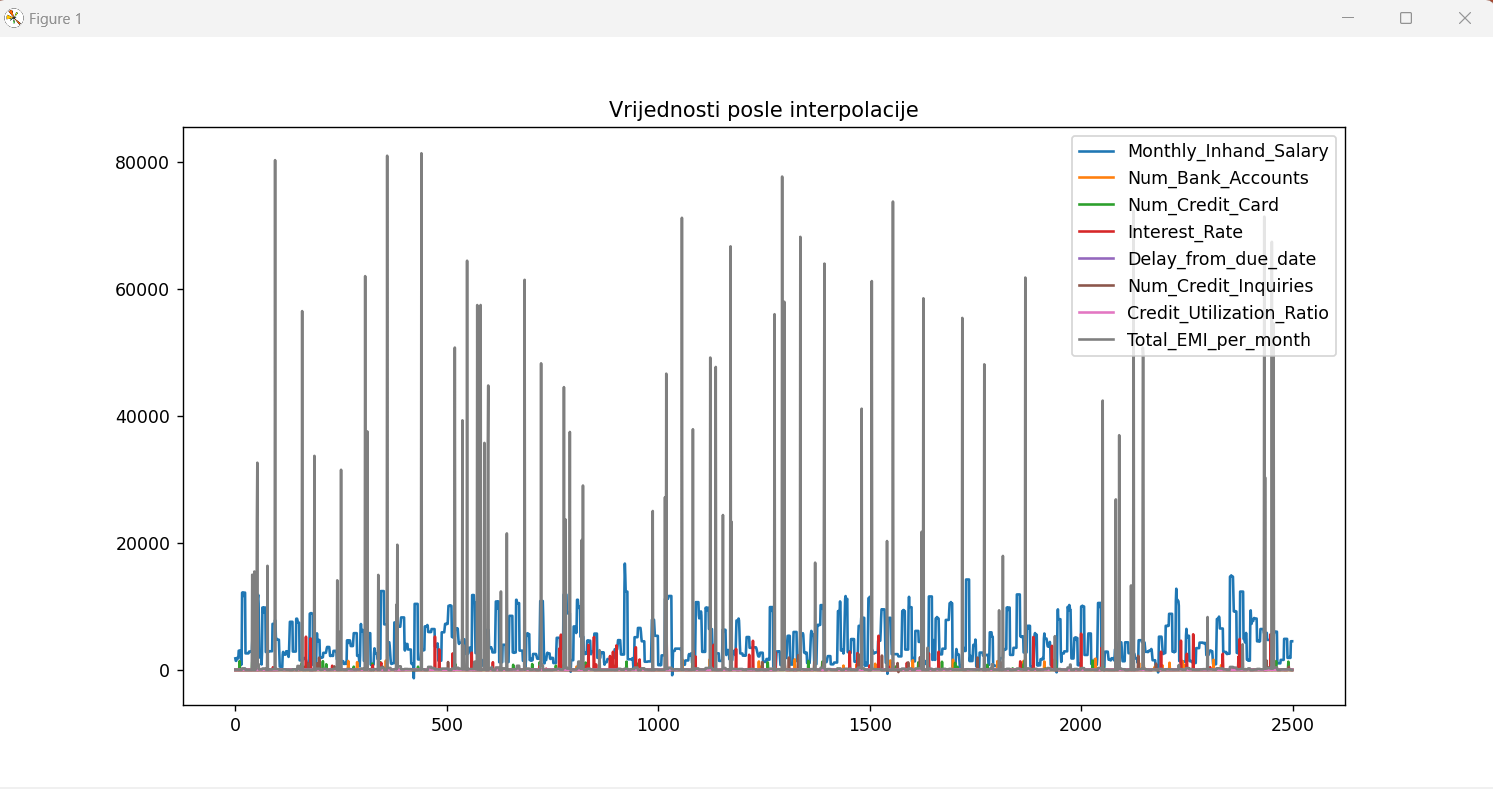 Figure 1
Vrijednosti posle interpolacije
80000
60000
40000
20000
0
Monthly_Inhand_Salary
Num_Bank_Accounts
Num_Credit_Card
Interest_Rate
Delay_from_due_date
Num_Credit_Inquiries
Credit_Utilization_Ratio
Total_EMI_per_month
0 500 1000 1500 2000 2500